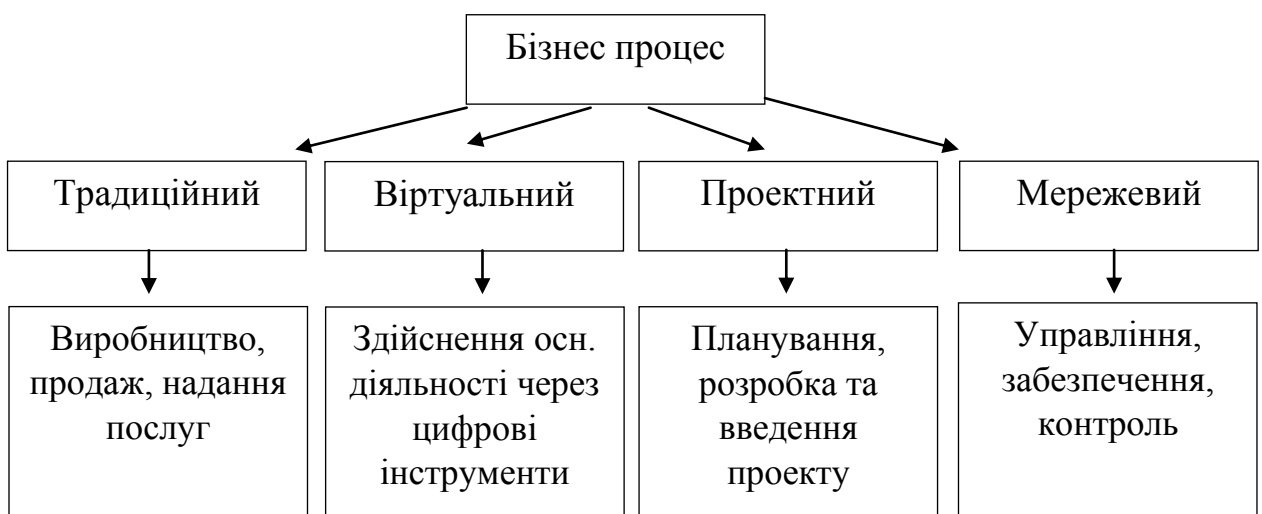 Бізнес процес
Традиційний
Віртуальний
Проектний
Мережевий
Виробництво,
продаж, надання
послуг
Здійснення осн.
діяльності через
цифрові
інструменти
Планування,
розробка та
введення
проекту
Управління,
забезпечення,
контроль